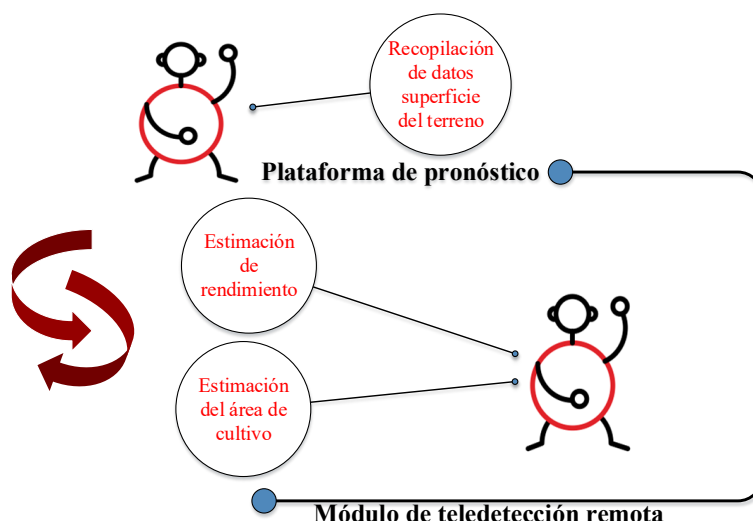 Recopilación
de datos
superficie
del terreno
Plataforma de pronóstico
Estimación
de
rendimiento
Estimación
del área de
cultivo
Módulo de teledetección remota